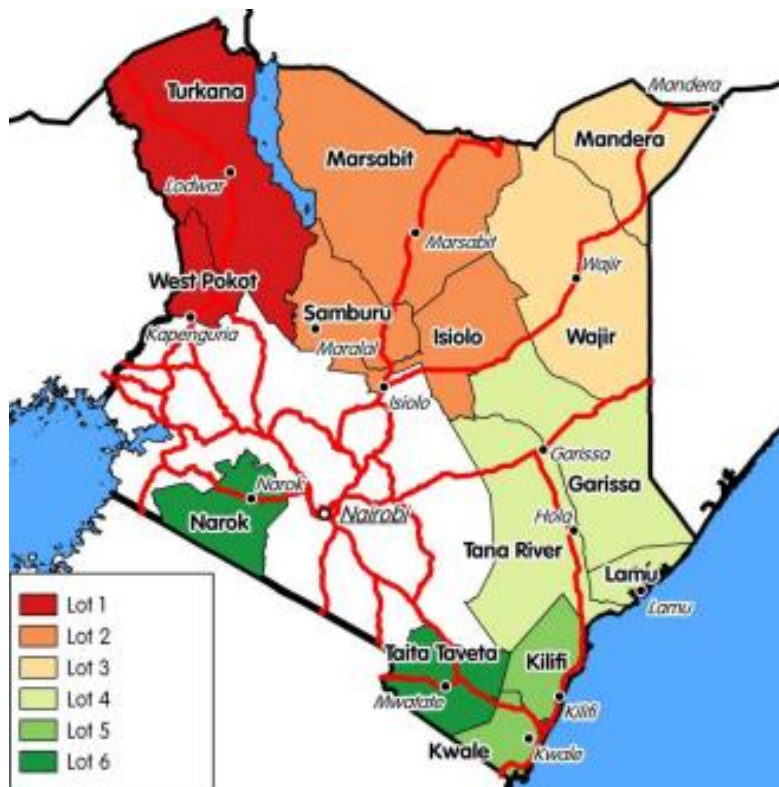 Turkana
Mandera
Mandera
Marsabit
Lodwar
Marsabit
West Pokot
Wajir
Samburu
Isiolo
Wajir
Kapenguria
Maralal
Isiolo
Garissa
Narok
Garissa
Narok
Nairobi
Hola
Tana River
Lamu
Lamu
Lot 1
Lot 2
Lot 3
Lot 4
Lot 5
Lot 6
Taita Taveta
Kilifi
Mwatate
Kilifi
Kwale
Kwale